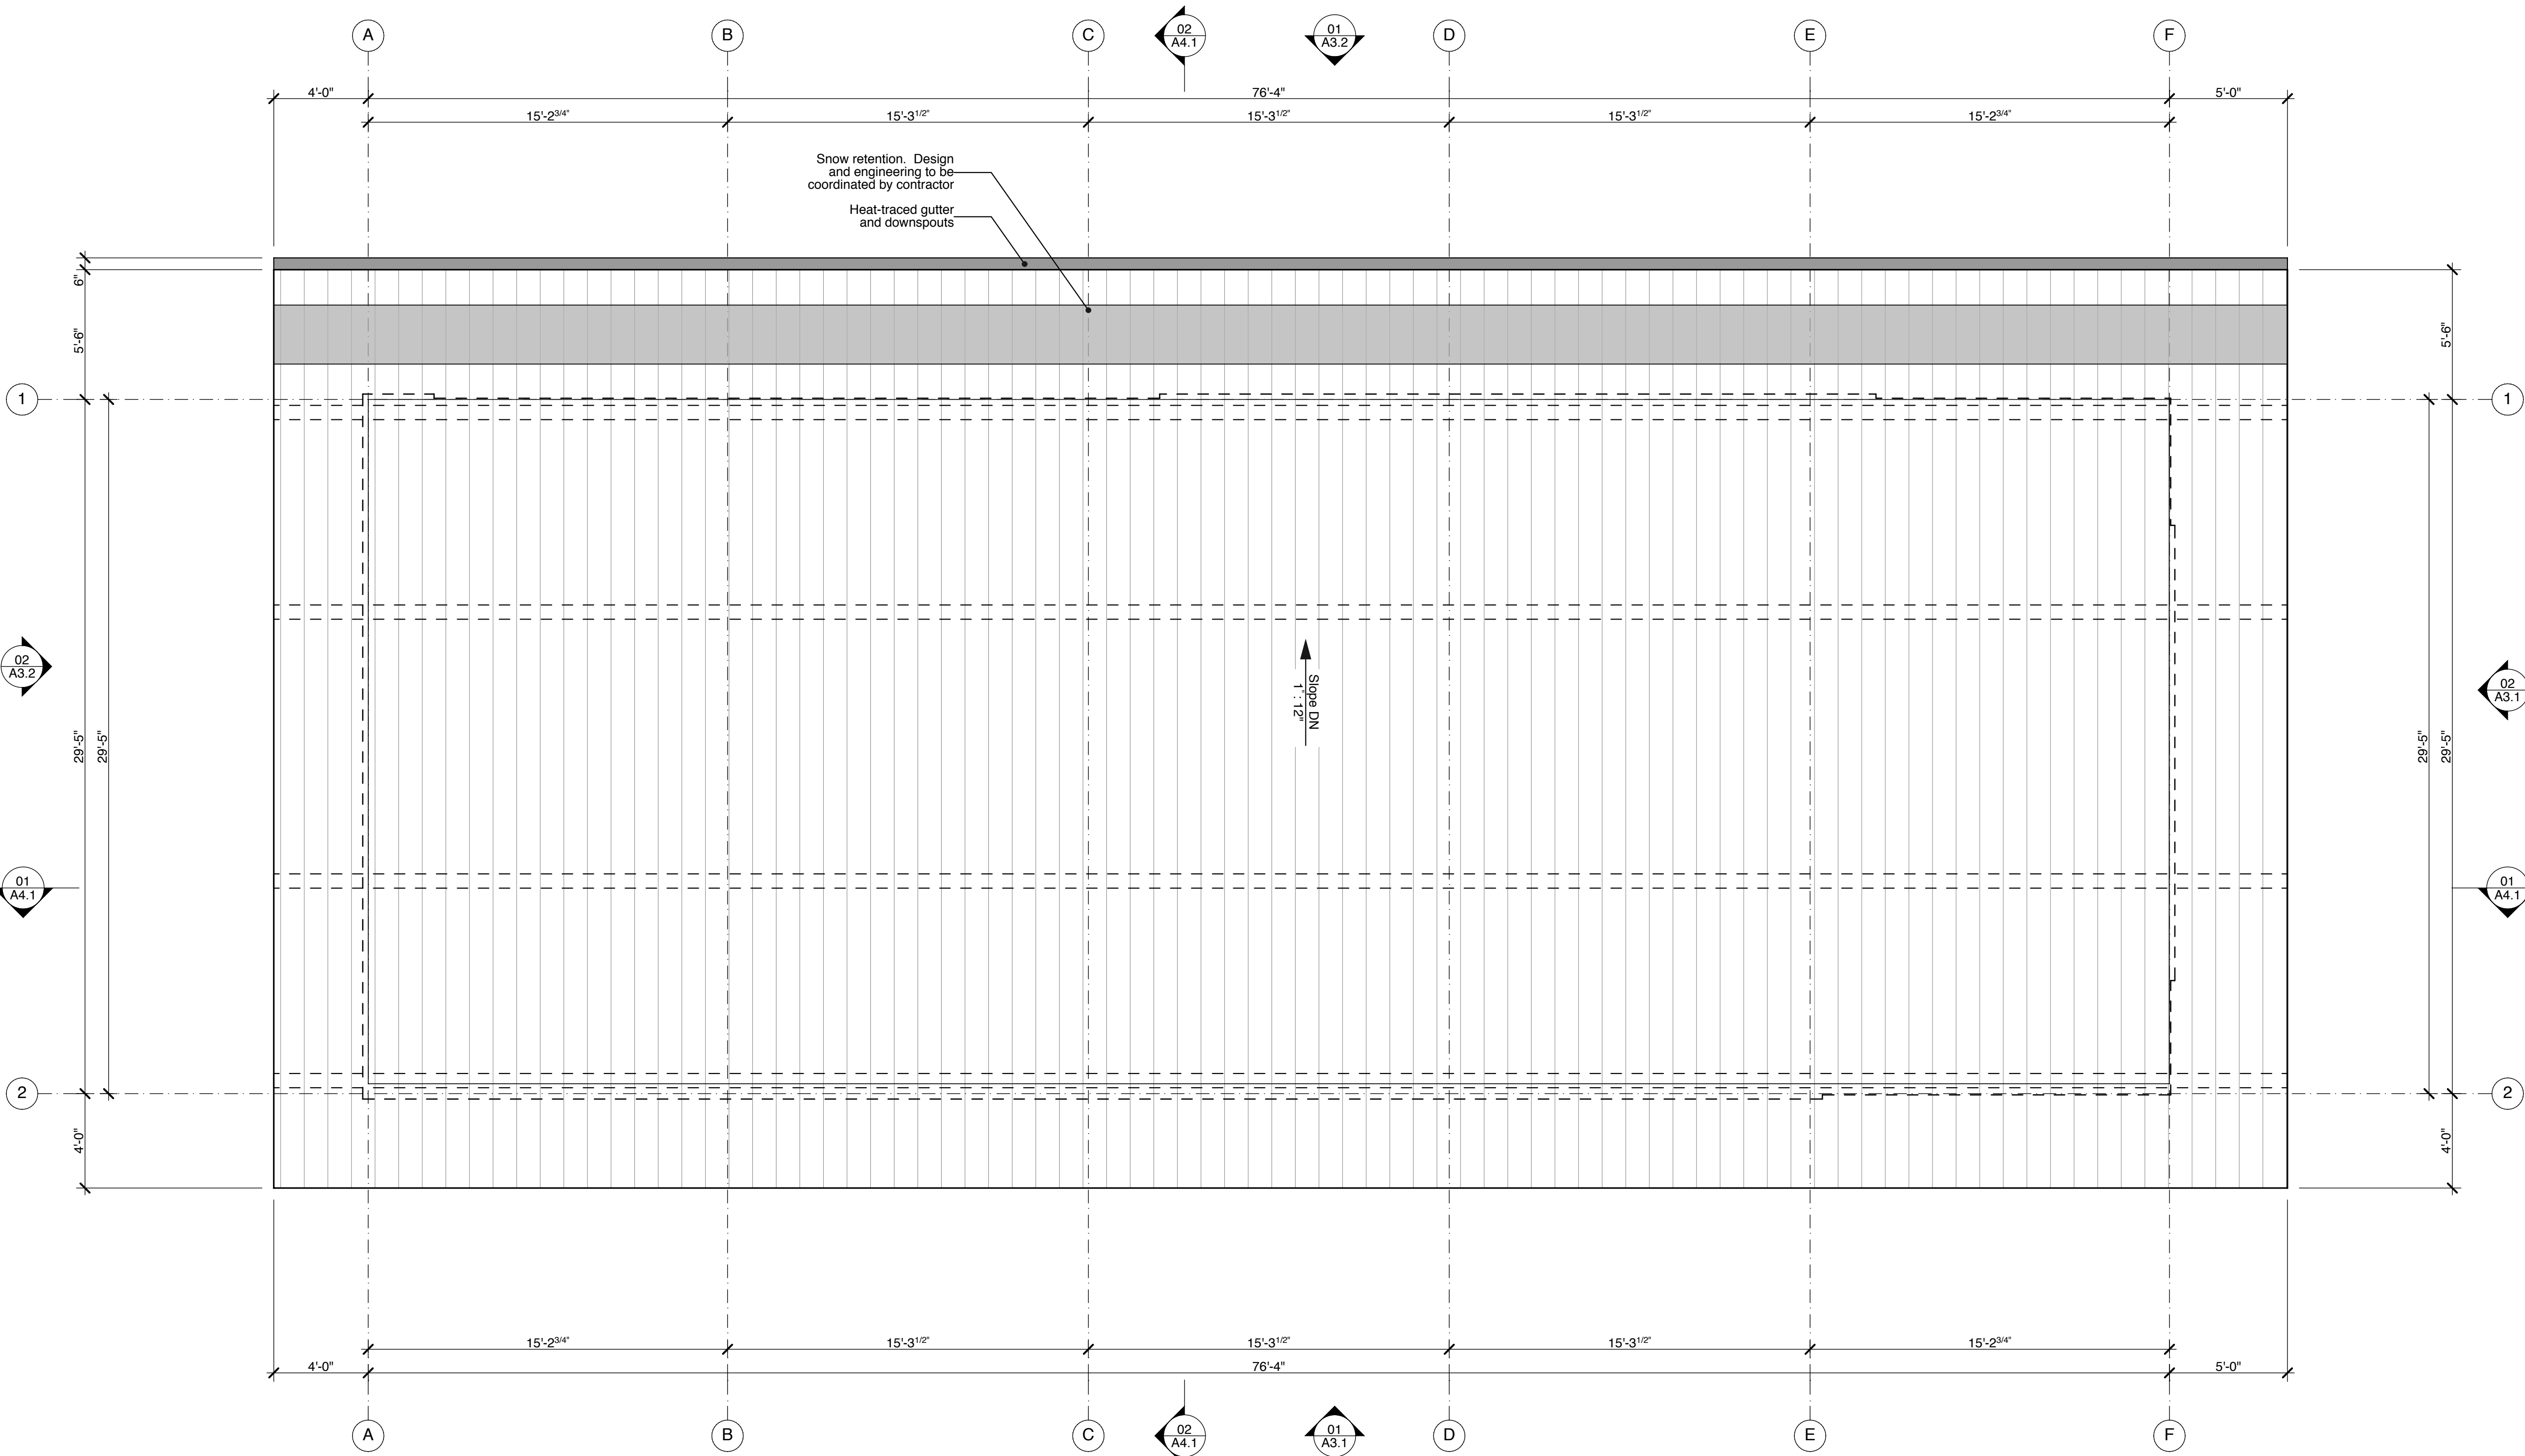 A
B
C
02
A4.1
01
A3.2
D
E
F
4'-0"
76'-4"
5'-0"
15'-2 3/4"
15'-3 1/2"
15'-3 1/2"
15'-3 1/2"
15'-2 3/4"
Snow retention. Design
and engineering to be
coordinated by contractor
Heat-traced gutter
and downspouts
6"
5'-6"
5'-6"
1
1
02
A3.2
Slope DN
1" : 12"
02
A3.1
29'-5"
29'-5"
29'-5"
29'-5"
01
A4.1
01
A4.1
2
2
4'-0"
4'-0"
15'-2 3/4"
15'-3 1/2"
15'-3 1/2"
15'-3 1/2"
15'-2 3/4"
4'-0"
76'-4"
5'-0"
A
B
C
02
A4.1
01
A3.1
D
E
F